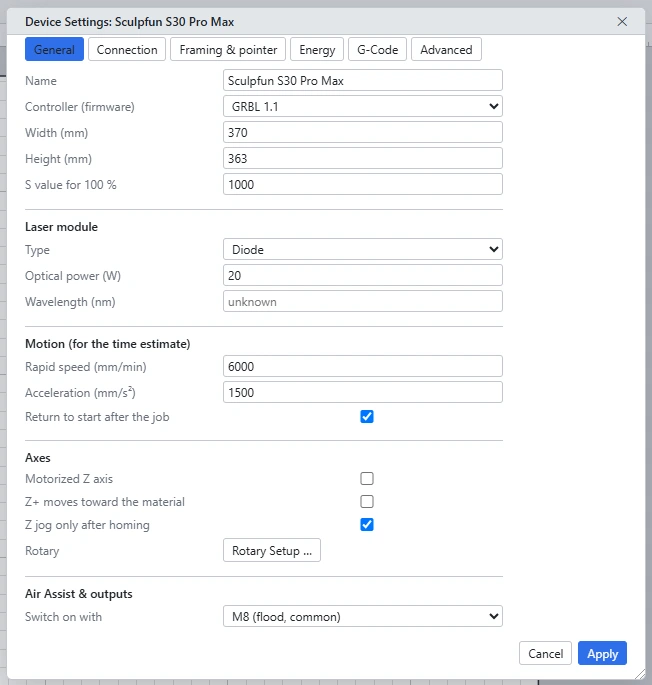 Device Settings: Sculpfun S30 Pro Max
General Connection Framing & pointer Energy G-Code Advanced
Name Sculpfun S30 Pro Max
Controller (firmware) GRBL 1.1
Width (mm) 370
Height (mm) 363
S value for 100 % 1000
Laser module
Type Diode
Optical power (W) 20
Wavelength (nm) unknown
Motion (for the time estimate)
Rapid speed (mm/min) 6000
Acceleration (mm/s²) 1500
Return to start after the job
Axes
Motorized Z axis
Z+ moves toward the material
Z jog only after homing
Rotary Rotary Setup ...
Air Assist & outputs
Switch on with M8 (flood, common)
Cancel Apply